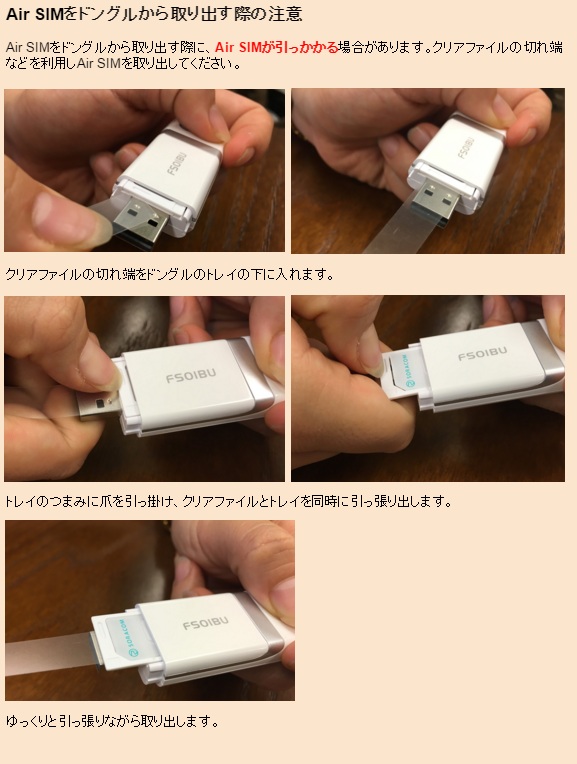 Air SIMをドングルから取り出す際の注意
Air SIMをドングルから取り出す際に、Air SIMが引っかかる場合があります。クリアファイルの切れ端
などを利用しAir SIMを取出してください。
FS01BU
FS01BU
クリアファイルの切れ端をドングルのトレイの下に入れます。
FS01BU
SORACOM
FS01BU
トレイのつまみに爪を引っ掛け、クリアファイルとトレイを同時に引っ張り出します。
SORACOM
FS01BU
ゆっくりと引っ張りながら取り出します。